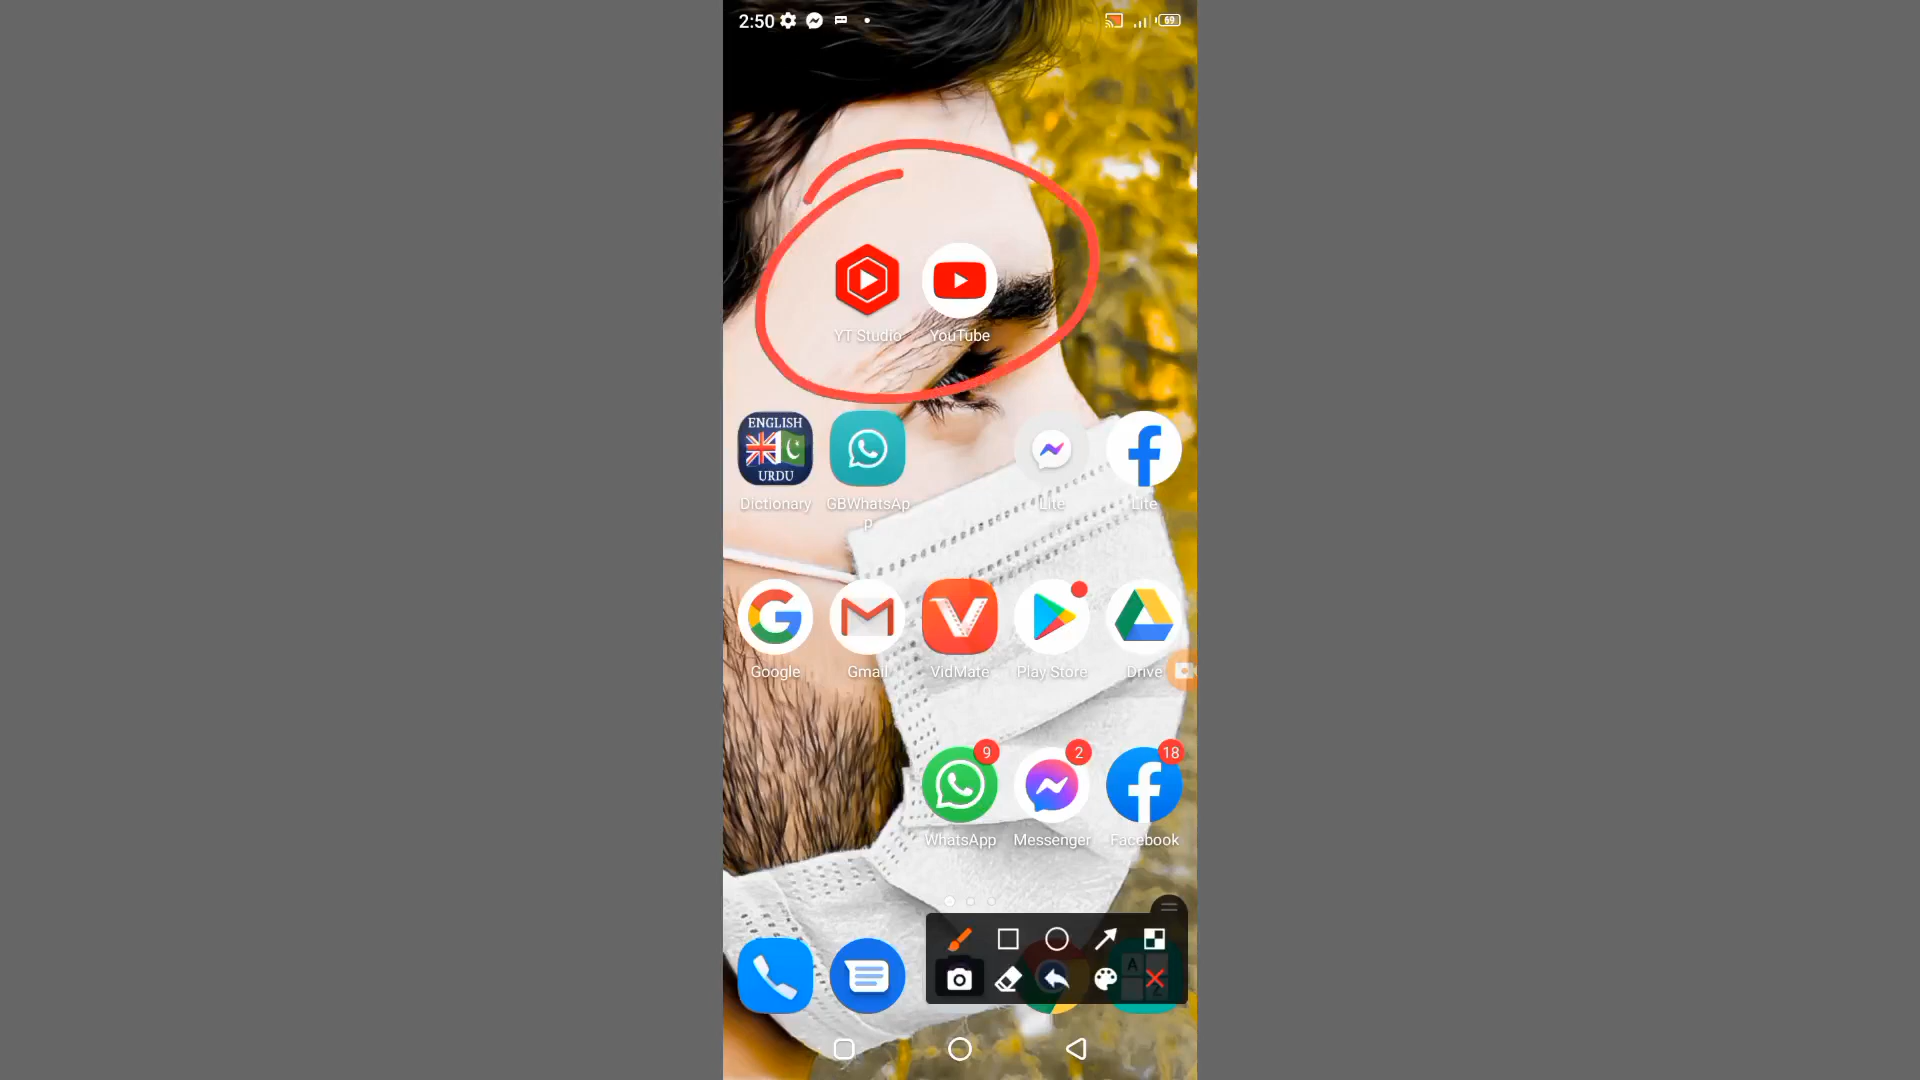 2:50 69
YT Studio YouTube
ENGLISH
URDU
Dictionary GBWhatsAp
p
Lite Lite
Google Gmail VidMate Play Store Drive
9 2 18
WhatsApp Messenger Facebook
A
Z